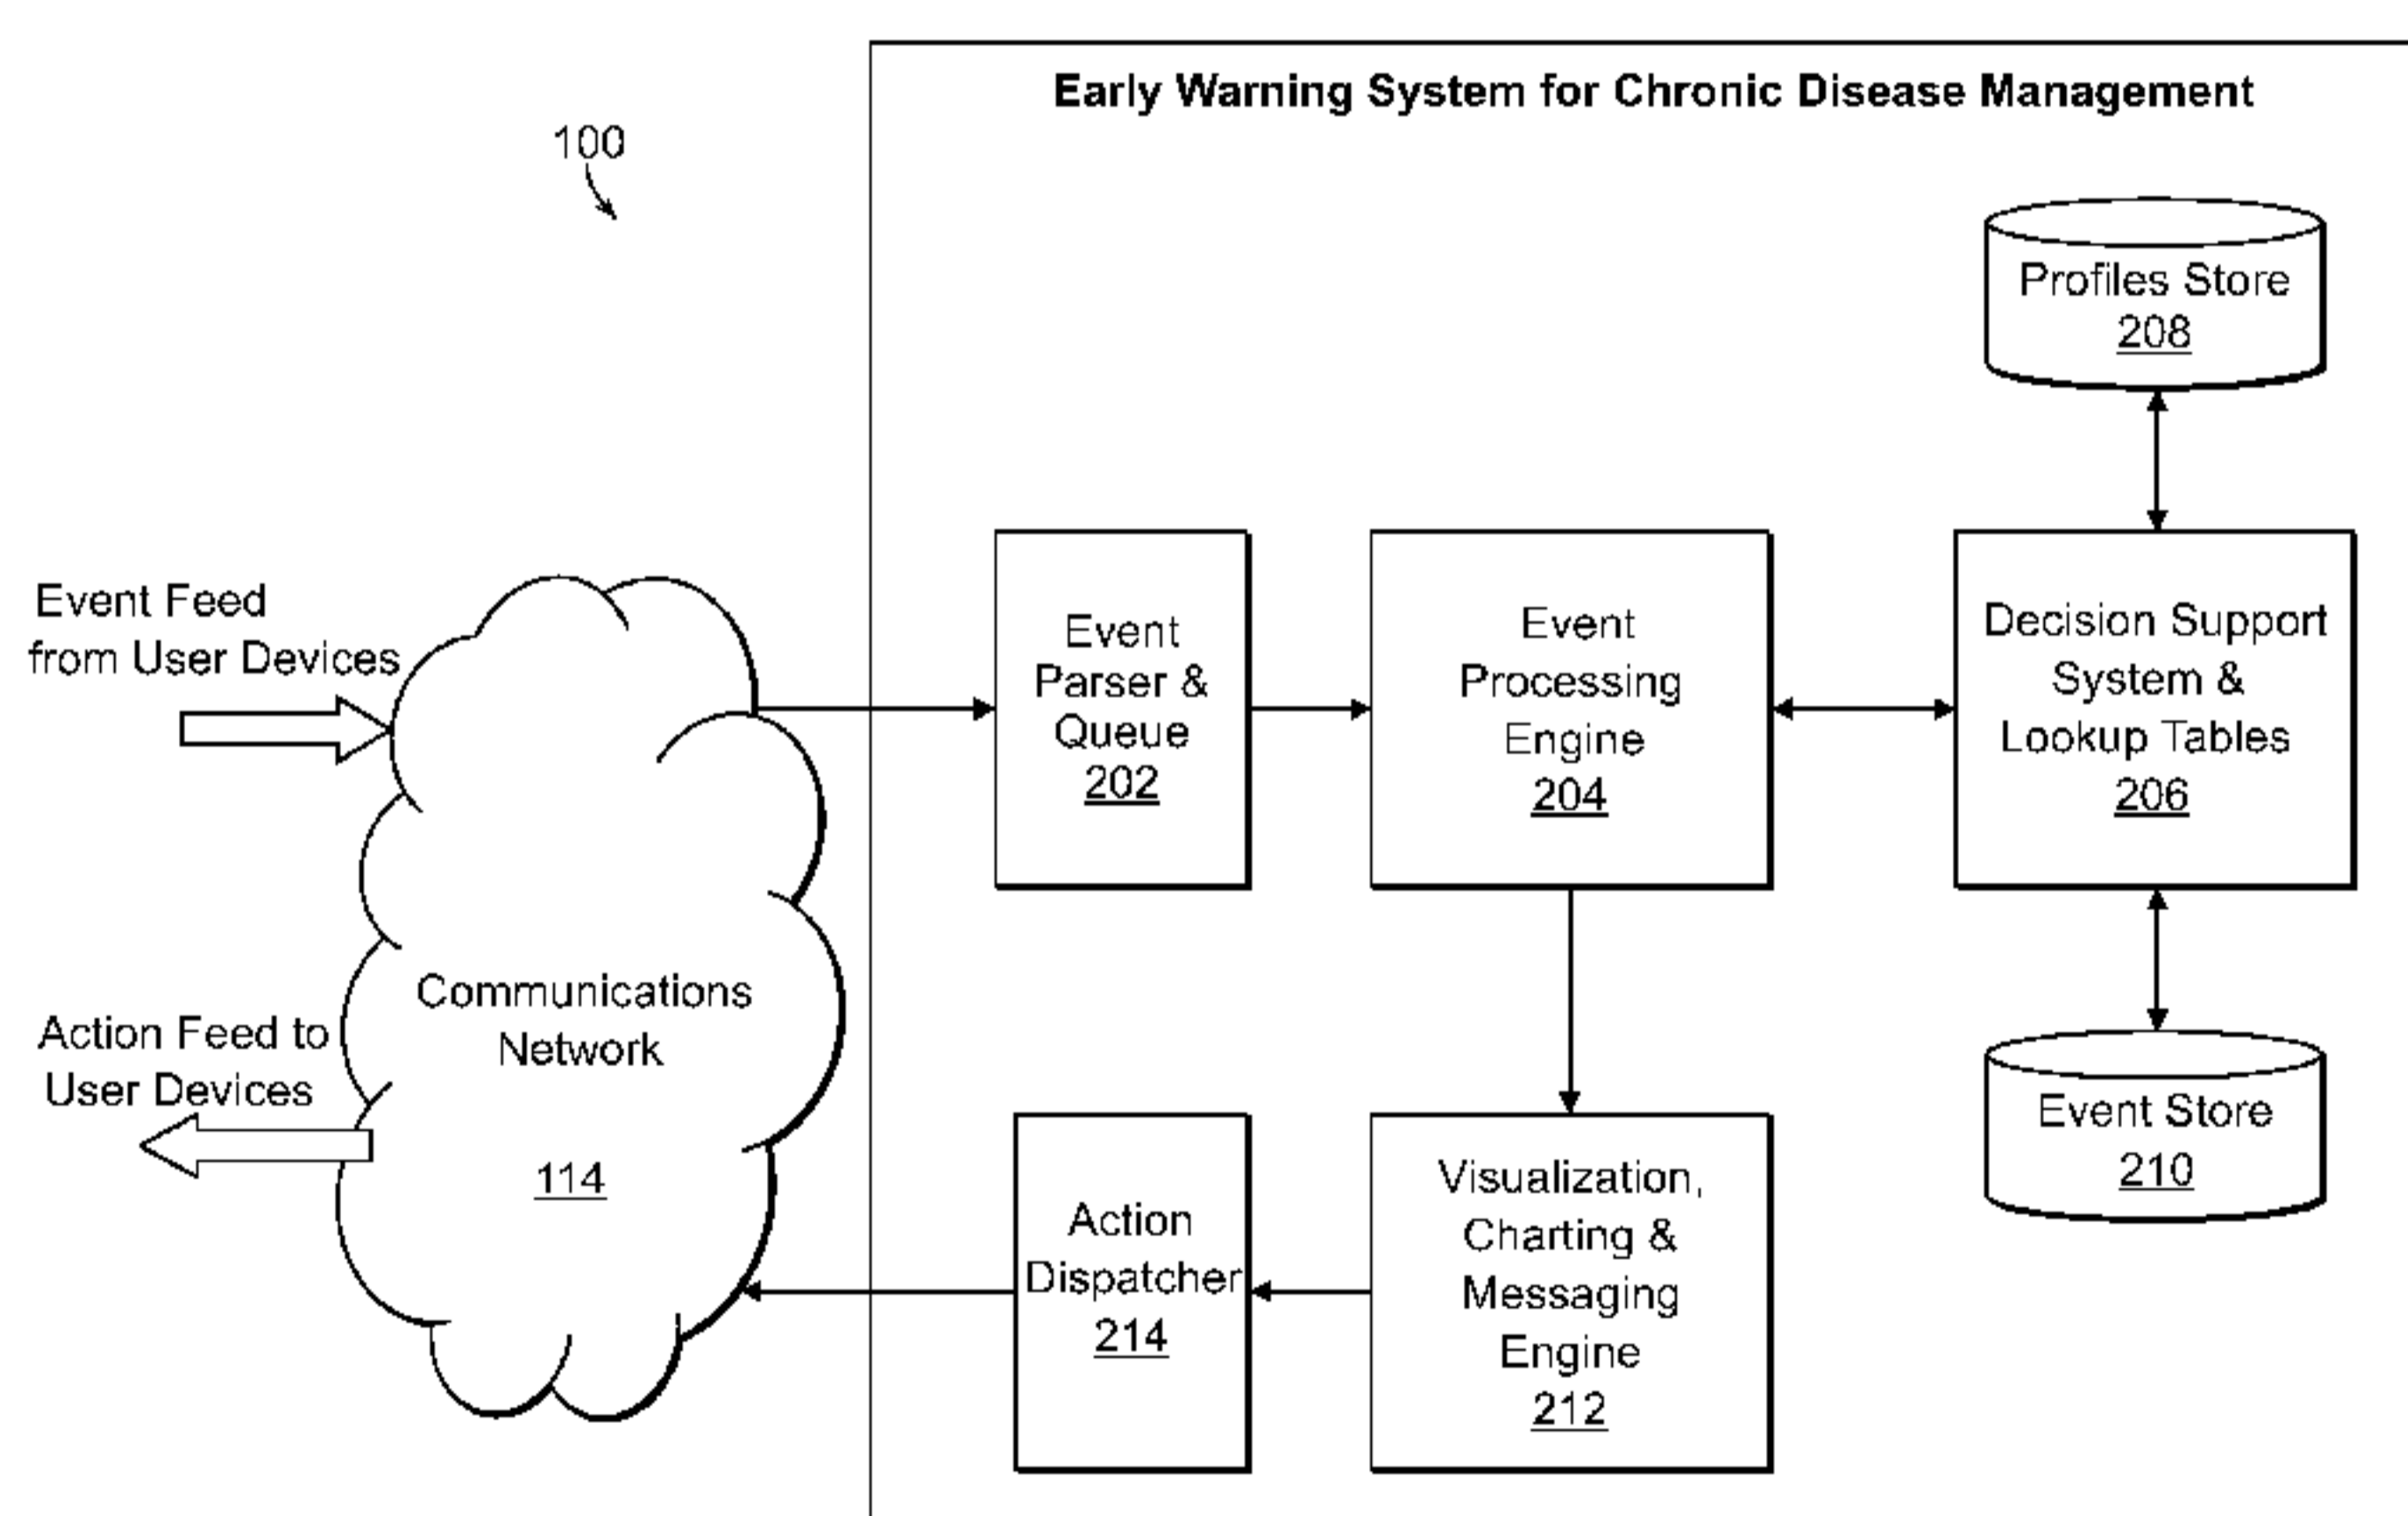 Early Warning System for Chronic Disease Management
100
Profiles Store
208
Event Feed
from User Devices
Event
Parser &
Queue
202
Event
Processing
Engine
204
Decision Support
System &
Lookup Tables
206
Communications
Network
114
Action Feed to
User Devices
Action
Dispatcher
214
Visualization,
Charting &
Messaging
Engine
212
Event Store
210